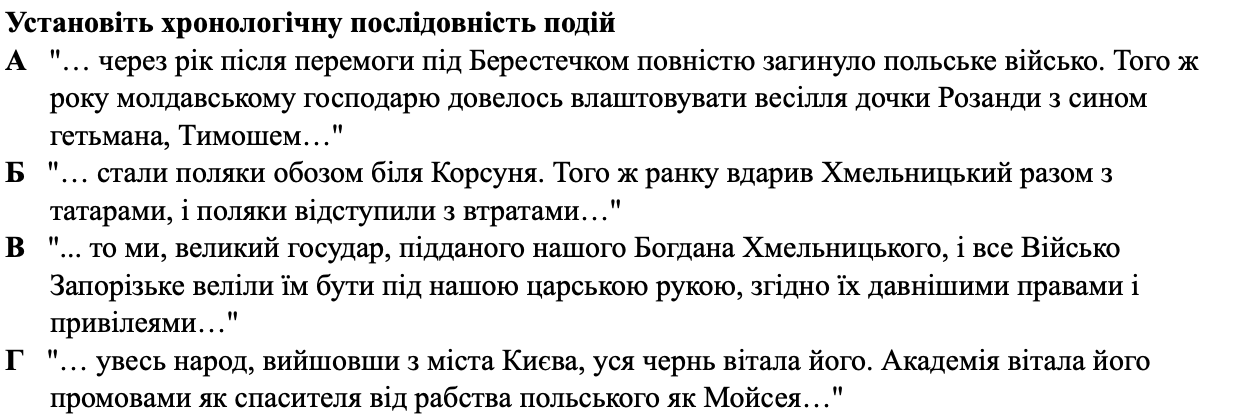 Установіть хронологічну послідовність подій
А "… через рік після перемоги під Берестечком повністю загинуло польське військо. Того ж
року молдавському господарю довелось влаштовувати весілля дочки Розанди з сином
гетьмана, Тимошем…"
Б "… стали поляки обозом біля Корсуня. Того ж ранку вдарив Хмельницький разом з
татарами, і поляки відступили з втратами…"
В "... то ми, великий государ, підданого нашого Богдана Хмельницького, і все Військо
Запорізьке веліли їм бути під нашою царською рукою, згідно їх давнішими правами і
привілеями…"
Г "… увесь народ, вийшовши з міста Києва, уся чернь вітала його. Академія вітала його
промовами як спасителя від рабства польського як Мойсея…"